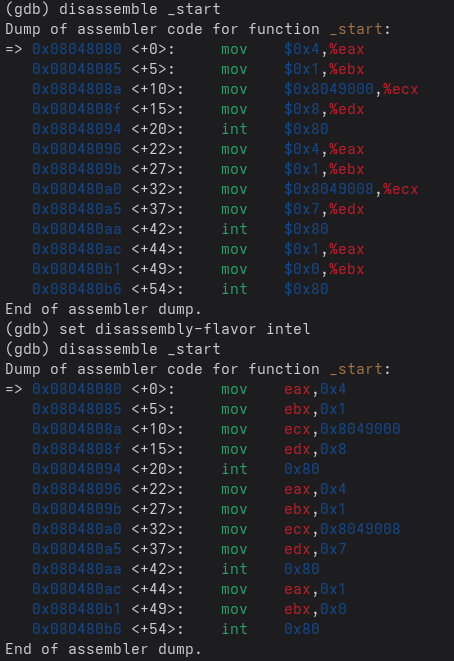 (gdb) disassemble _start
Dump of assembler code for function _start:
=> 0x08048080 <+0>:     mov    $0x4,%eax
   0x08048085 <+5>:     mov    $0x1,%ebx
   0x0804808a <+10>:    mov    $0x8049000,%ecx
   0x0804808f <+15>:    mov    $0x8,%edx
   0x08048094 <+20>:    int    $0x80
   0x08048096 <+22>:    mov    $0x4,%eax
   0x0804809b <+27>:    mov    $0x1,%ebx
   0x080480a0 <+32>:    mov    $0x8049008,%ecx
   0x080480a5 <+37>:    mov    $0x7,%edx
   0x080480aa <+42>:    int    $0x80
   0x080480ac <+44>:    mov    $0x1,%eax
   0x080480b1 <+49>:    mov    $0x0,%ebx
   0x080480b6 <+54>:    int    $0x80
End of assembler dump.
(gdb) set disassembly-flavor intel
(gdb) disassemble _start
Dump of assembler code for function _start:
=> 0x08048080 <+0>:     mov    eax,0x4
   0x08048085 <+5>:     mov    ebx,0x1
   0x0804808a <+10>:    mov    ecx,0x8049000
   0x0804808f <+15>:    mov    edx,0x8
   0x08048094 <+20>:    int    0x80
   0x08048096 <+22>:    mov    eax,0x4
   0x0804809b <+27>:    mov    ebx,0x1
   0x080480a0 <+32>:    mov    ecx,0x8049008
   0x080480a5 <+37>:    mov    edx,0x7
   0x080480aa <+42>:    int    0x80
   0x080480ac <+44>:    mov    eax,0x1
   0x080480b1 <+49>:    mov    ebx,0x0
   0x080480b6 <+54>:    int    0x80
End of assembler dump.